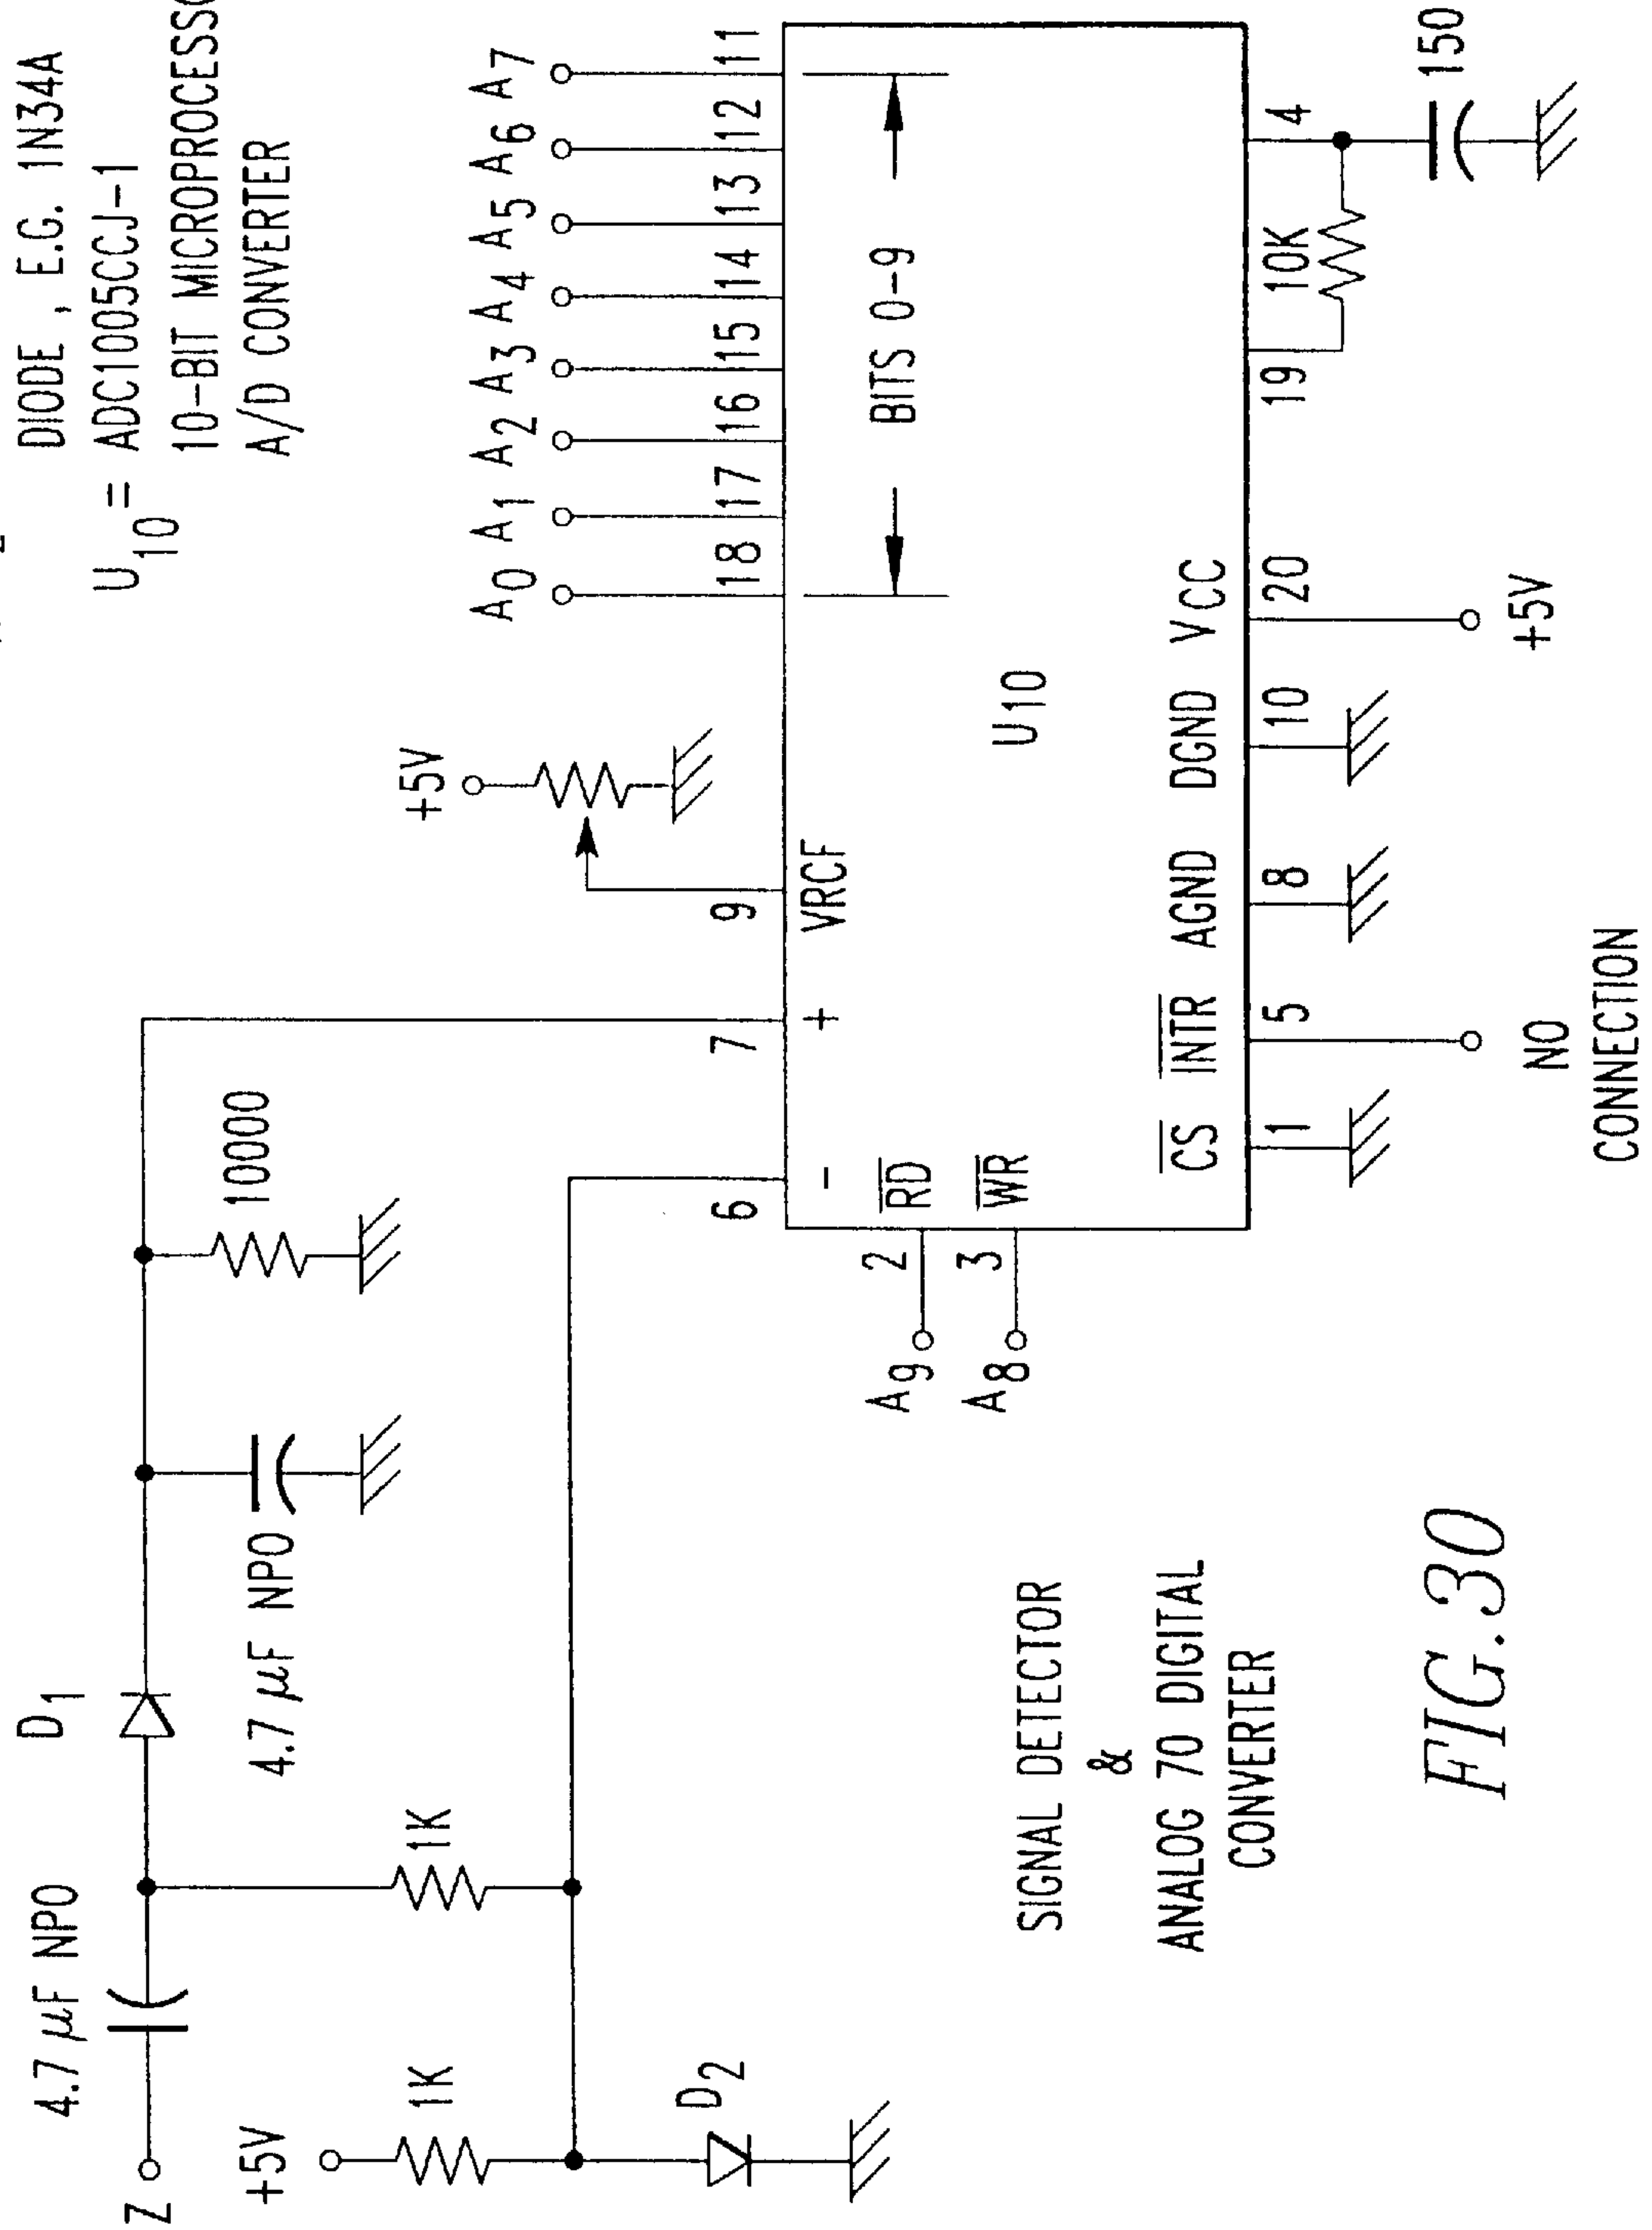 DIODE , E.G. 1N34A
U10 = ADC1005CCJ-1
10-BIT MICROPROCESSO
A/D CONVERTER
Z
4.7 µF NPO
D1
4.7 µF NPO
10000
+5V
1K
1K
D2
+5V
A0 A1 A2 A3 A4 A5 A6 A7
6
7
9
18 17 16 15 14 13 12 11
-
+
VRCF
BITS 0-9
A9
2
RD
A8
3
WR
U10
CS
INTR
AGND
DGND
VCC
1
5
8
10
20
19
10K
4
150
NO
CONNECTION
+5V
SIGNAL DETECTOR
&
ANALOG 70 DIGITAL
CONVERTER
FIG. 30